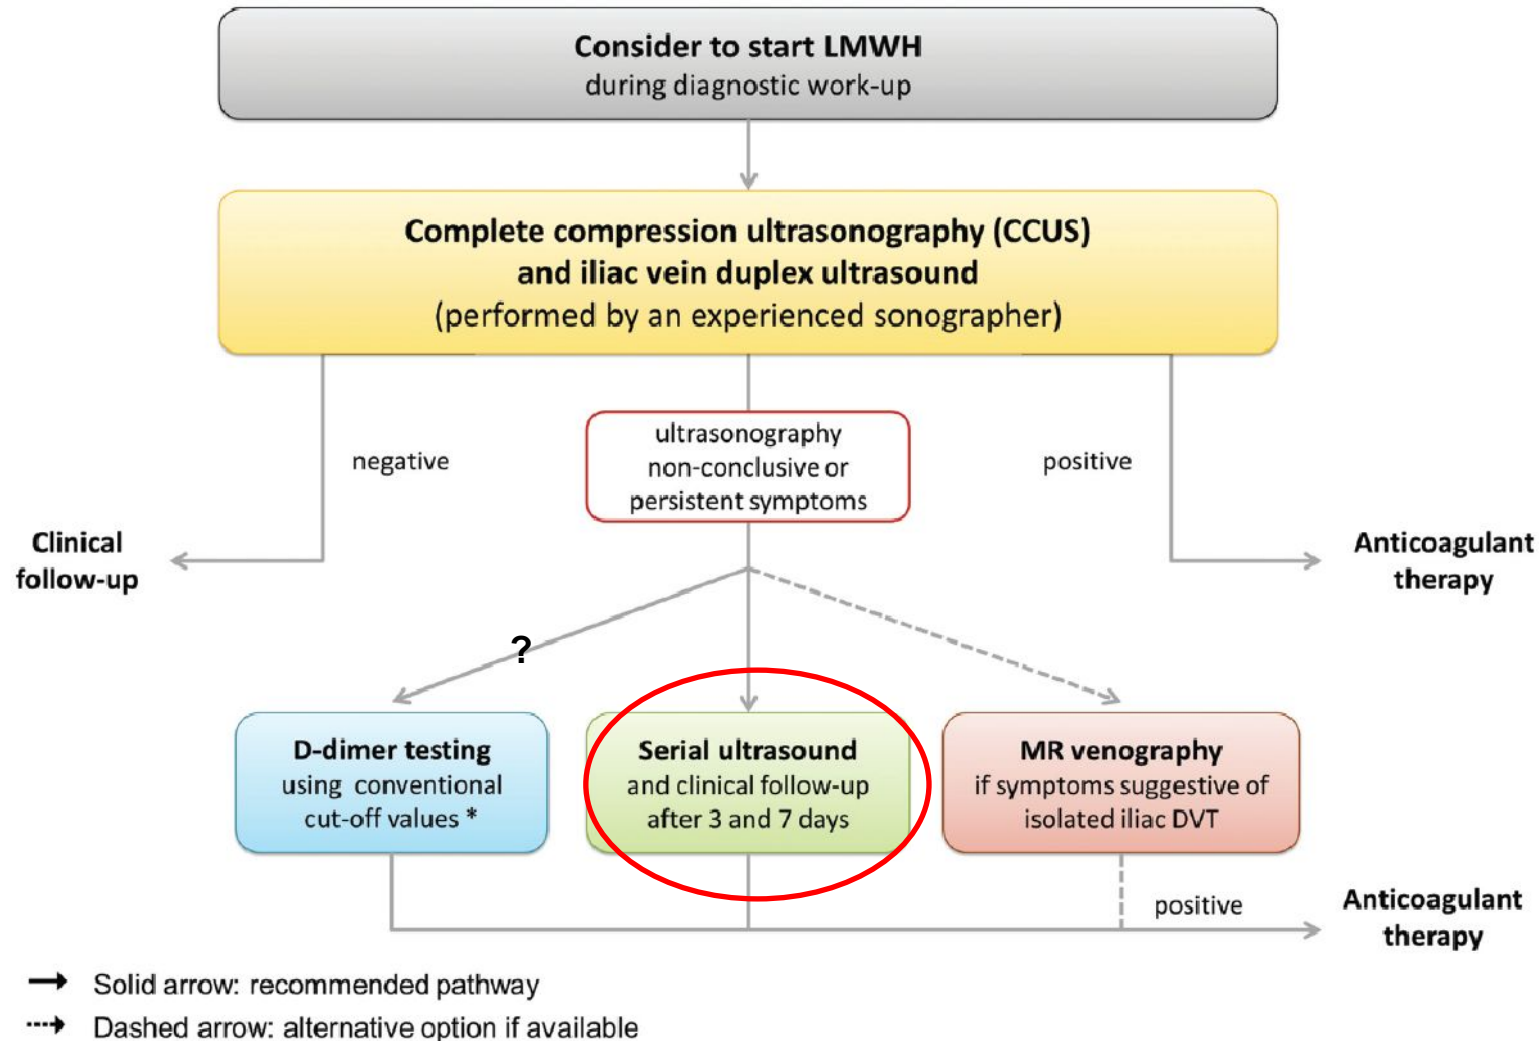 Consider to start LMWH
during diagnostic work-up
Complete compression ultrasonography (CCUS)
and iliac vein duplex ultrasound
(performed by an experienced sonographer)
negative
ultrasonography
non-conclusive or
persistent symptoms
positive
Clinical
follow-up
Anticoagulant
therapy
?
D-dimer testing
using conventional
cut-off values *
Serial ultrasound
and clinical follow-up
after 3 and 7 days
MR venography
if symptoms suggestive of
isolated iliac DVT
positive
Anticoagulant
therapy
Solid arrow: recommended pathway
Dashed arrow: alternative option if available